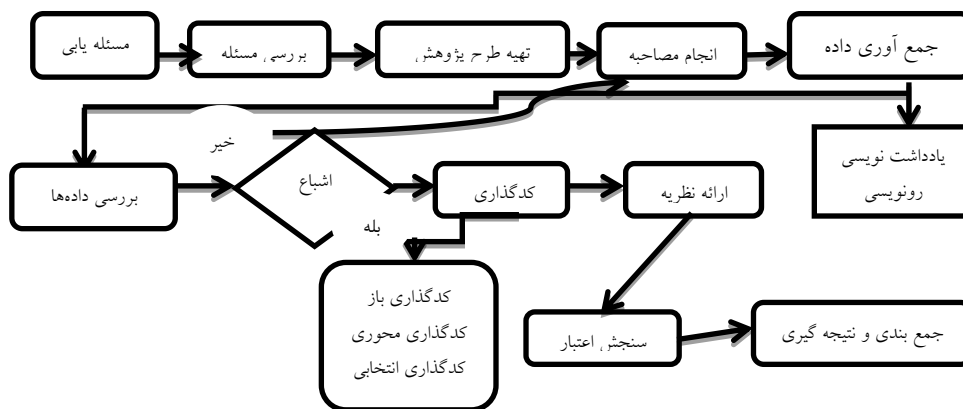 مسئله یابی
بررسی مسئله
تهیه طرح پژوهش
انجام مصاحبه
جمع آوری داده
یادداشت نویسی
رونویسی
بررسی داده‌ها
خیر
اشباع
بله
کدگذاری
کدگذاری باز
کدگذاری محوری
کدگذاری انتخابی
ارائه نظریه
سنجش اعتبار
جمع بندی و نتیجه گیری